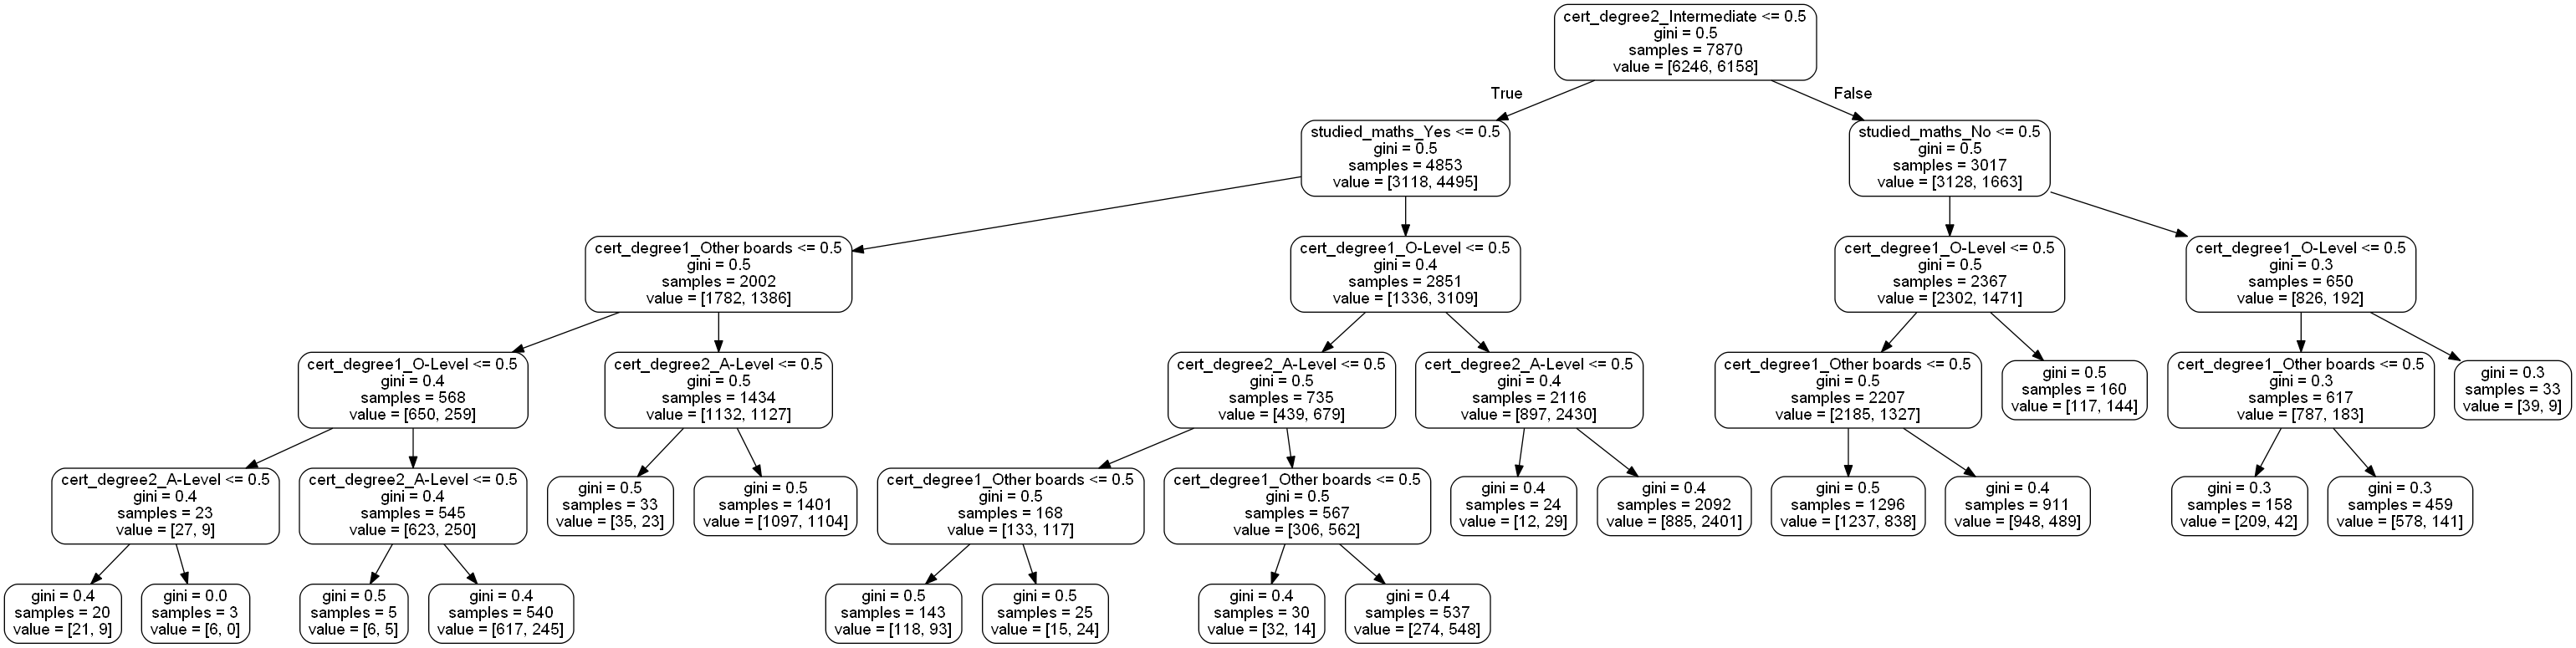 cert_degree2_Intermediate <= 0.5
gini = 0.5
samples = 7870
value = [6246, 6158]
True
False
studied_maths_Yes <= 0.5
gini = 0.5
samples = 4853
value = [3118, 4495]
studied_maths_No <= 0.5
gini = 0.5
samples = 3017
value = [3128, 1663]
cert_degree1_Other boards <= 0.5
gini = 0.5
samples = 2002
value = [1782, 1386]
cert_degree1_O-Level <= 0.5
gini = 0.4
samples = 2851
value = [1336, 3109]
cert_degree1_O-Level <= 0.5
gini = 0.5
samples = 2367
value = [2302, 1471]
cert_degree1_O-Level <= 0.5
gini = 0.3
samples = 650
value = [826, 192]
cert_degree1_O-Level <= 0.5
gini = 0.4
samples = 568
value = [650, 259]
cert_degree2_A-Level <= 0.5
gini = 0.5
samples = 1434
value = [1132, 1127]
cert_degree2_A-Level <= 0.5
gini = 0.5
samples = 735
value = [439, 679]
cert_degree2_A-Level <= 0.5
gini = 0.4
samples = 2116
value = [897, 2430]
cert_degree1_Other boards <= 0.5
gini = 0.5
samples = 2207
value = [2185, 1327]
gini = 0.5
samples = 160
value = [117, 144]
cert_degree1_Other boards <= 0.5
gini = 0.3
samples = 617
value = [787, 183]
gini = 0.3
samples = 33
value = [39, 9]
cert_degree2_A-Level <= 0.5
gini = 0.4
samples = 23
value = [27, 9]
cert_degree2_A-Level <= 0.5
gini = 0.4
samples = 545
value = [623, 250]
gini = 0.5
samples = 33
value = [35, 23]
gini = 0.5
samples = 1401
value = [1097, 1104]
cert_degree1_Other boards <= 0.5
gini = 0.5
samples = 168
value = [133, 117]
cert_degree1_Other boards <= 0.5
gini = 0.5
samples = 567
value = [306, 562]
gini = 0.4
samples = 24
value = [12, 29]
gini = 0.4
samples = 2092
value = [885, 2401]
gini = 0.5
samples = 1296
value = [1237, 838]
gini = 0.4
samples = 911
value = [948, 489]
gini = 0.3
samples = 158
value = [209, 42]
gini = 0.3
samples = 459
value = [578, 141]
gini = 0.4
samples = 20
value = [21, 9]
gini = 0.0
samples = 3
value = [6, 0]
gini = 0.5
samples = 5
value = [6, 5]
gini = 0.4
samples = 540
value = [617, 245]
gini = 0.5
samples = 143
value = [118, 93]
gini = 0.5
samples = 25
value = [15, 24]
gini = 0.4
samples = 30
value = [32, 14]
gini = 0.4
samples = 537
value = [274, 548]